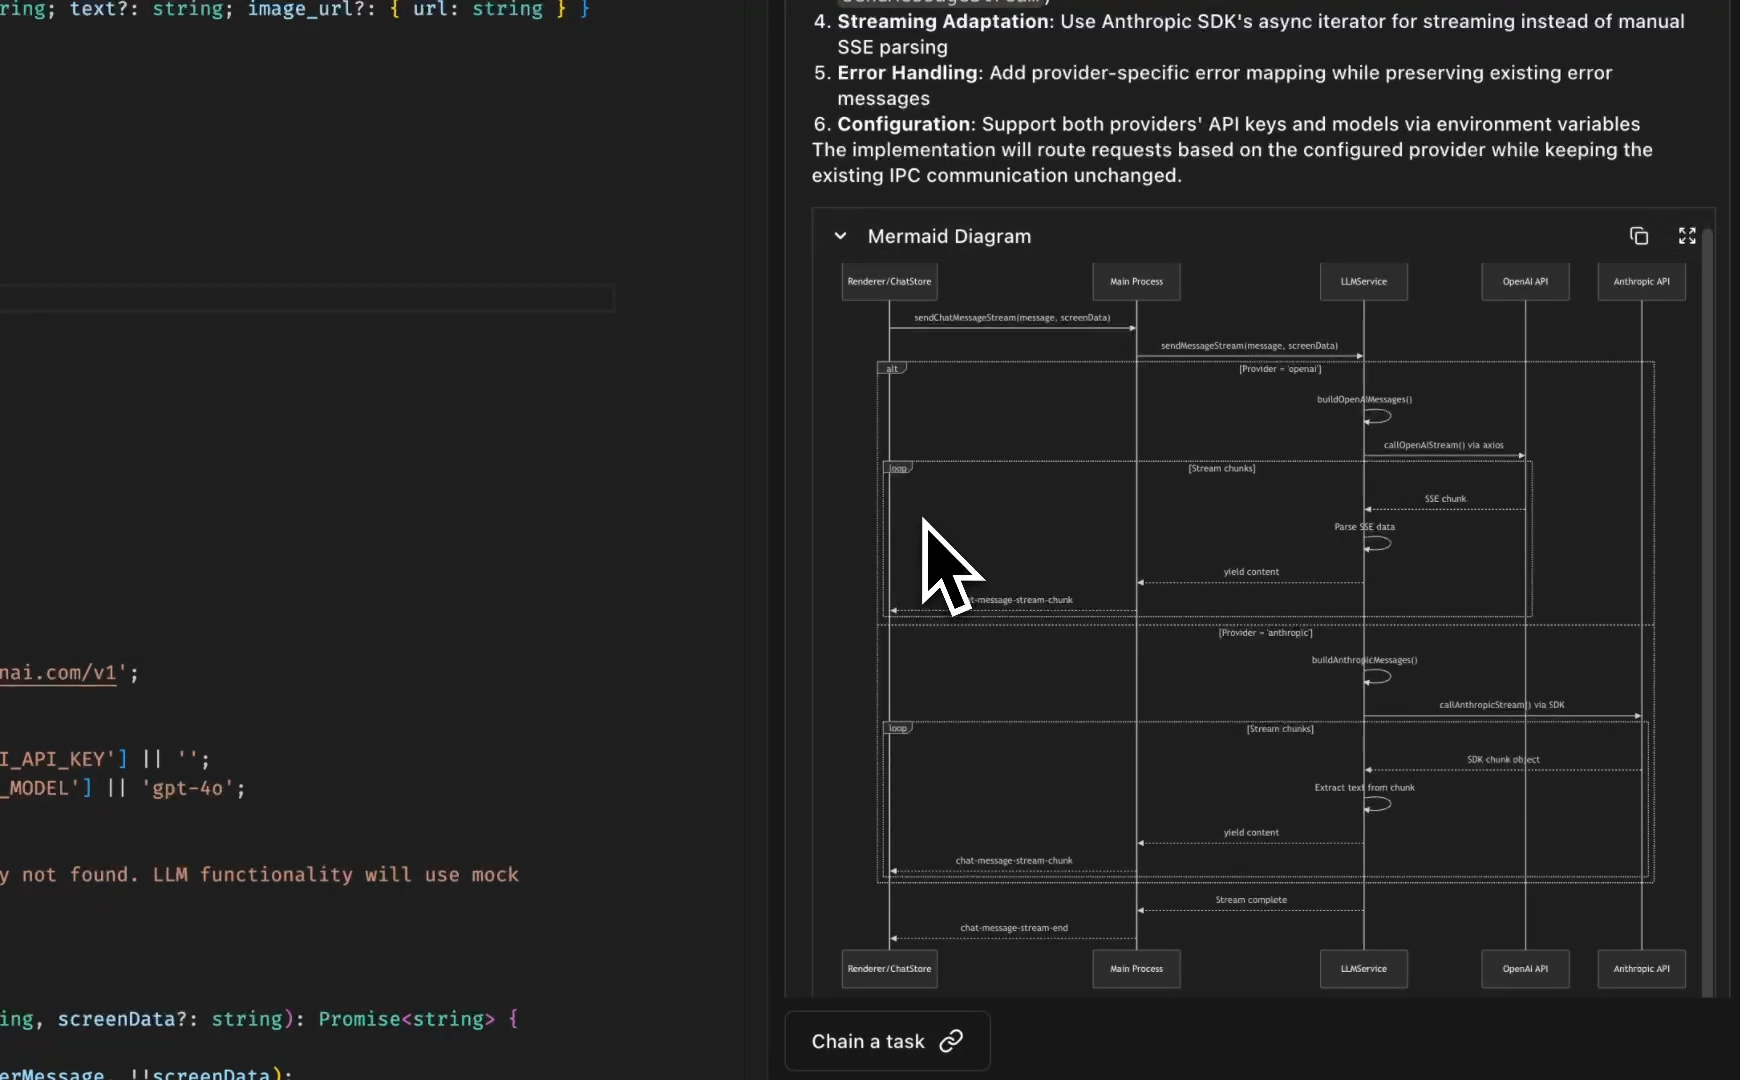 ring; text?: string; image_url?: { url: string } }
nai.com/v1';
I_API_KEY'] || '';
_MODEL'] || 'gpt-4o';
y not found. LLM functionality will use mock
ing, screenData?: string): Promise<string> {
erMessage, !!screenData);
4. Streaming Adaptation: Use Anthropic SDK's async iterator for streaming instead of manual
SSE parsing
5. Error Handling: Add provider-specific error mapping while preserving existing error
messages
6. Configuration: Support both providers' API keys and models via environment variables
The implementation will route requests based on the configured provider while keeping the
existing IPC communication unchanged.
Mermaid Diagram
Renderer/ChatStore Main Process LLMService OpenAI API Anthropic API
sendChatMessageStream(message, screenData)
sendMessageStream(message, screenData)
alt [Provider = 'openai']
buildOpenAIMessages()
callOpenAIStream() via axios
loop [Stream chunks]
SSE chunk
Parse SSE data
yield content
at-message-stream-chunk
[Provider = 'anthropic']
buildAnthropicMessages()
callAnthropicStream() via SDK
loop [Stream chunks]
SDK chunk object
Extract text from chunk
yield content
chat-message-stream-chunk
Stream complete
chat-message-stream-end
Renderer/ChatStore Main Process LLMService OpenAI API Anthropic API
Chain a task